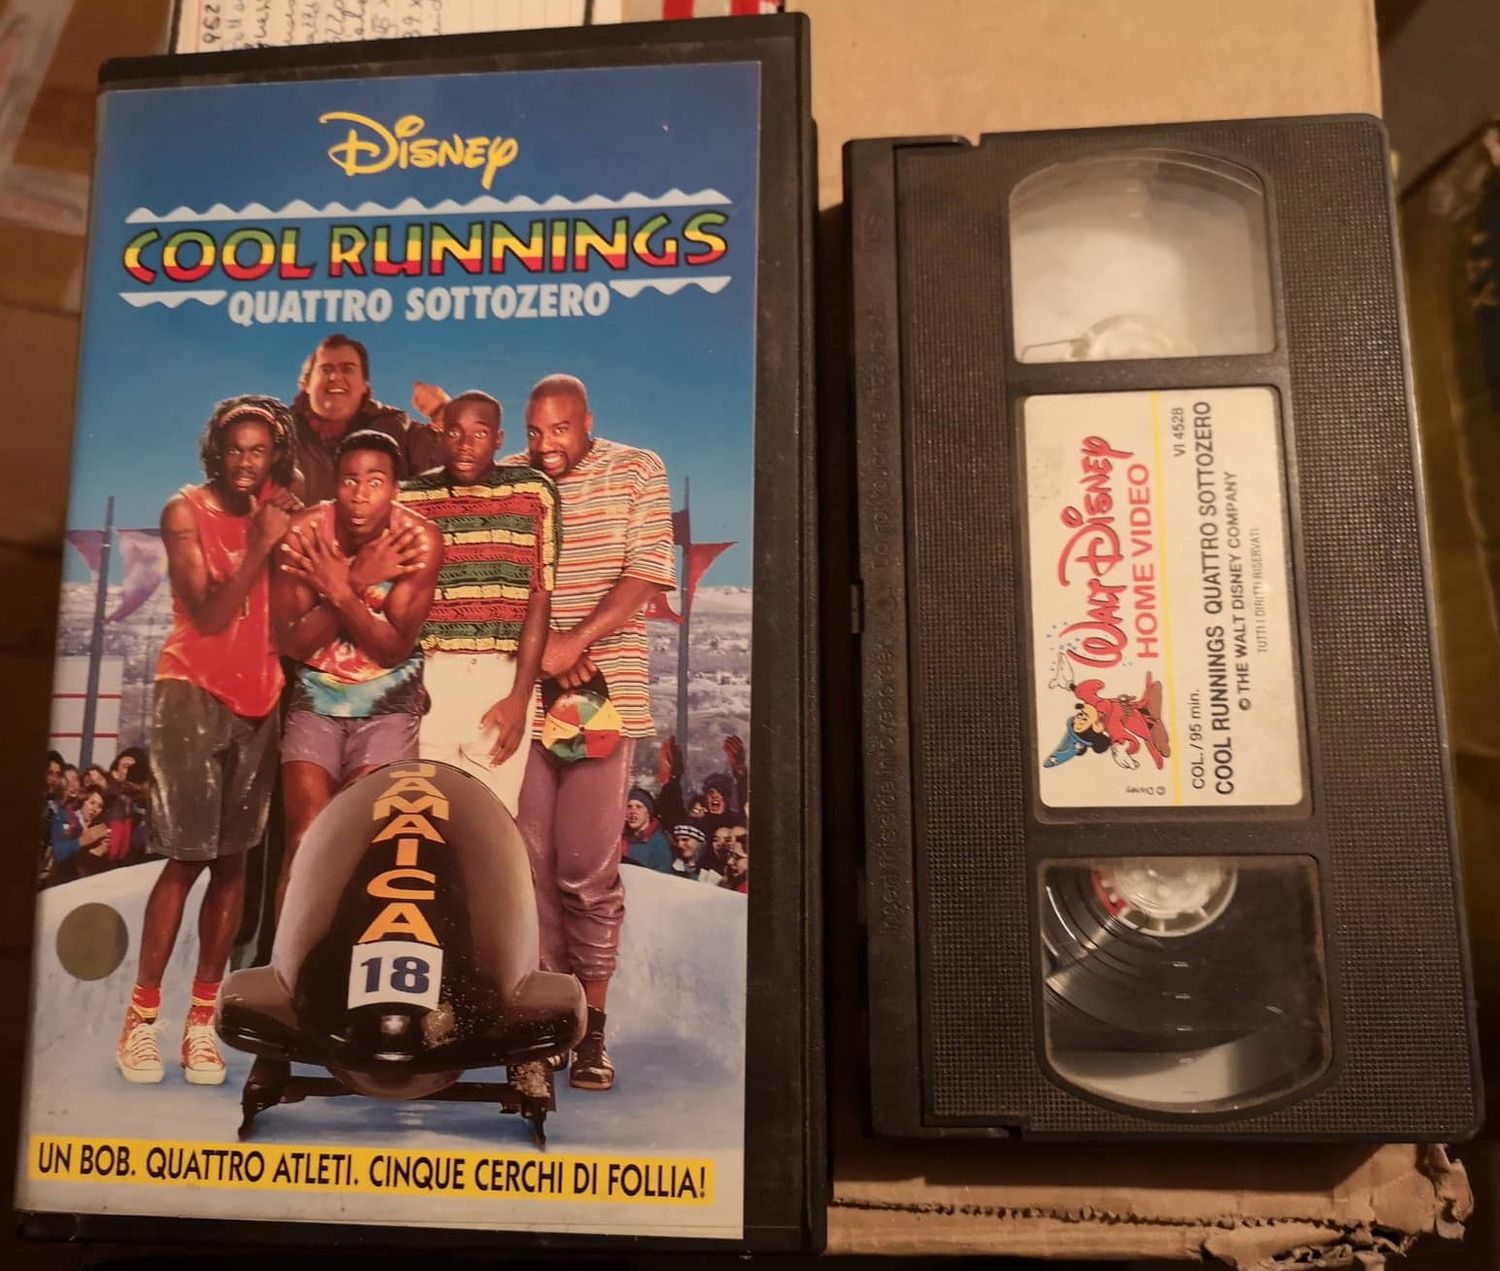 Disney
COOL RUNNINGS
QUATTRO SOTTOZERO
JAMAICA
18
UN BOB. QUATTRO ATLETI. CINQUE CERCHI DI FOLLIA!
WALT DISNEY
HOME VIDEO
VI 4528
COL./95 min.
COOL RUNNINGS QUATTRO SOTTOZERO
© THE WALT DISNEY COMPANY
TUTTI I DIRITTI RISERVATI
© Disney